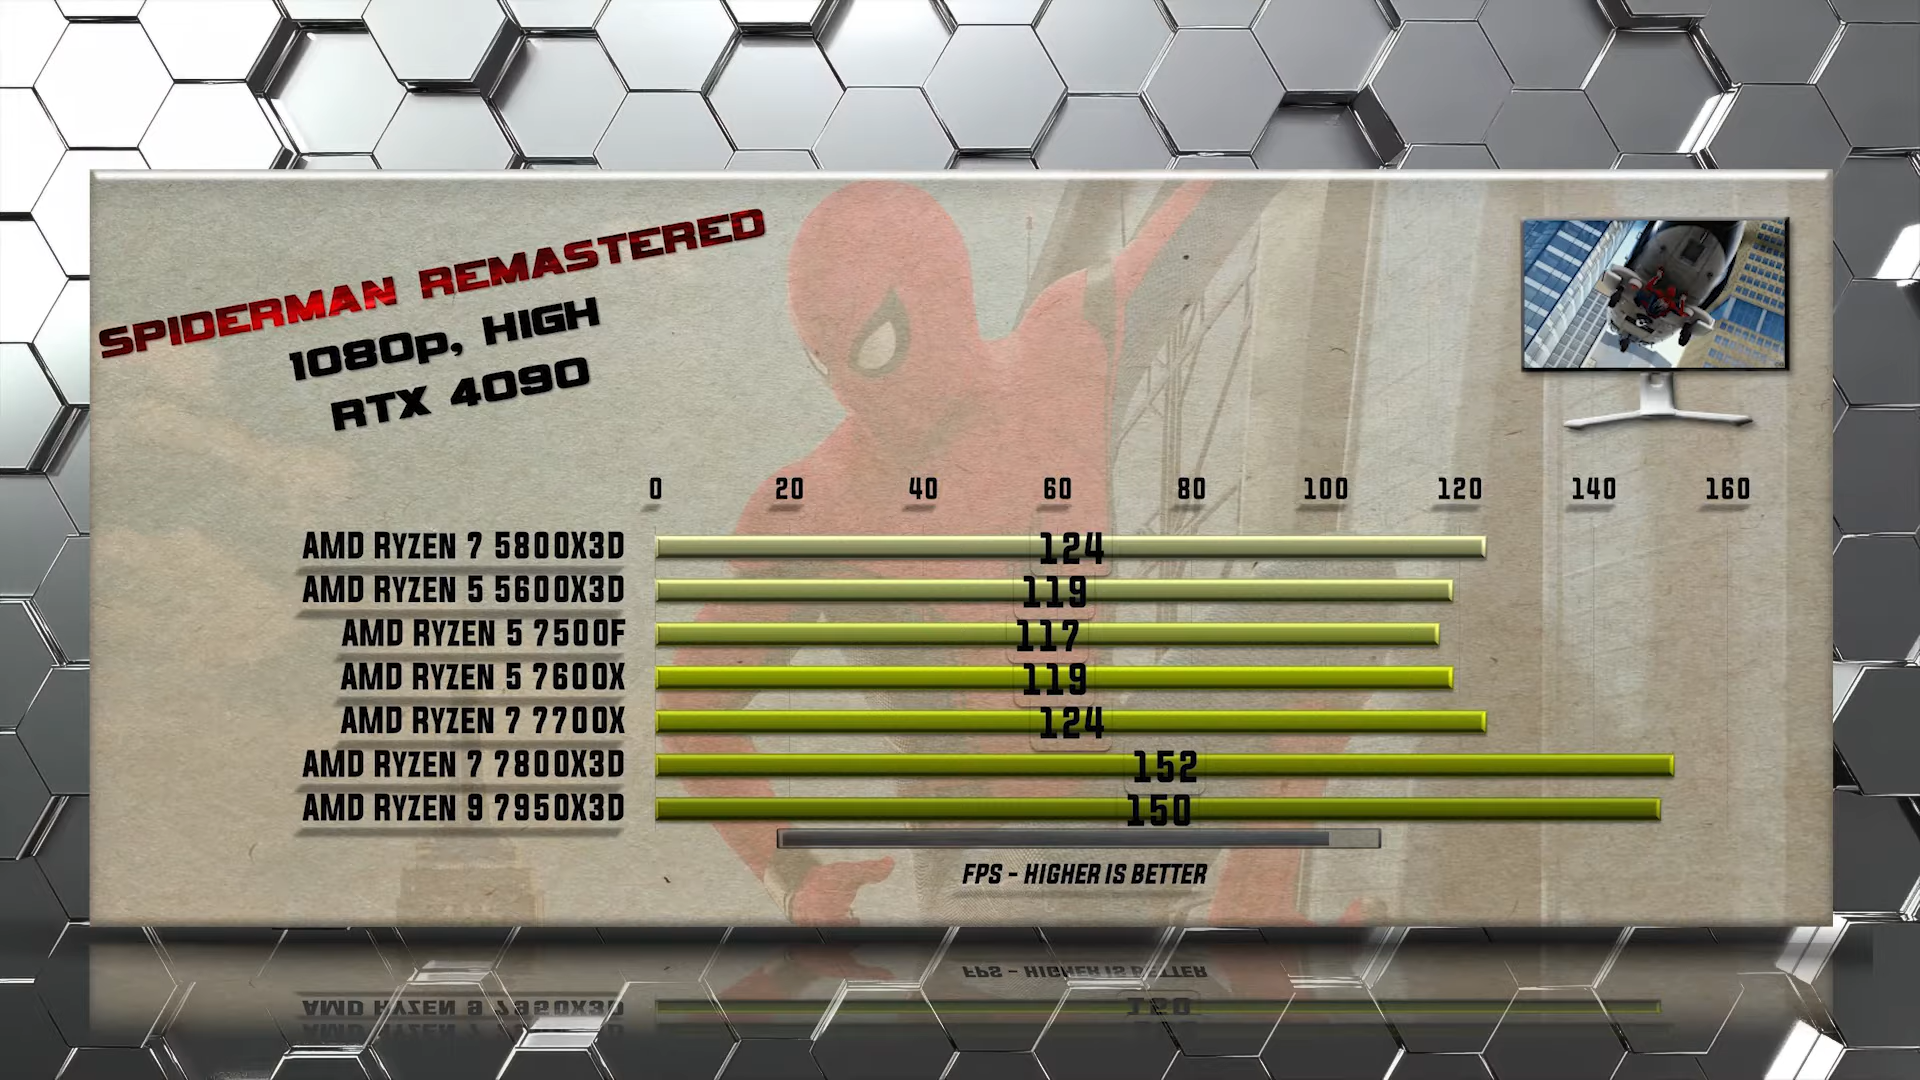 SPIDERMAN REMASTERED
1080p, HIGH
RTX 4090
0 20 40 60 80 100 120 140 160
AMD RYZEN 7 5800X3D 124
AMD RYZEN 5 5600X3D 119
AMD RYZEN 5 7500F 117
AMD RYZEN 5 7600X 119
AMD RYZEN 7 7700X 124
AMD RYZEN 7 7800X3D 152
AMD RYZEN 9 7950X3D 150
FPS - HIGHER IS BETTER